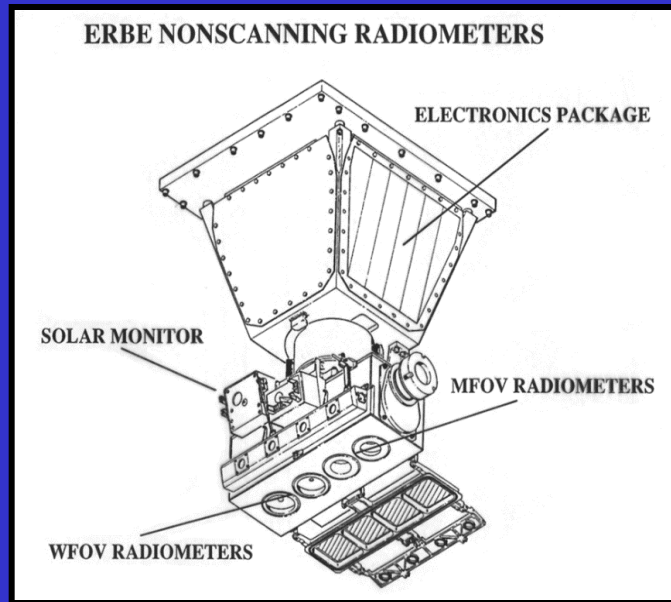 ERBE NONSCANNING RADIOMETERS
ELECTRONICS PACKAGE
SOLAR MONITOR
MFOV RADIOMETERS
WFOV RADIOMETERS